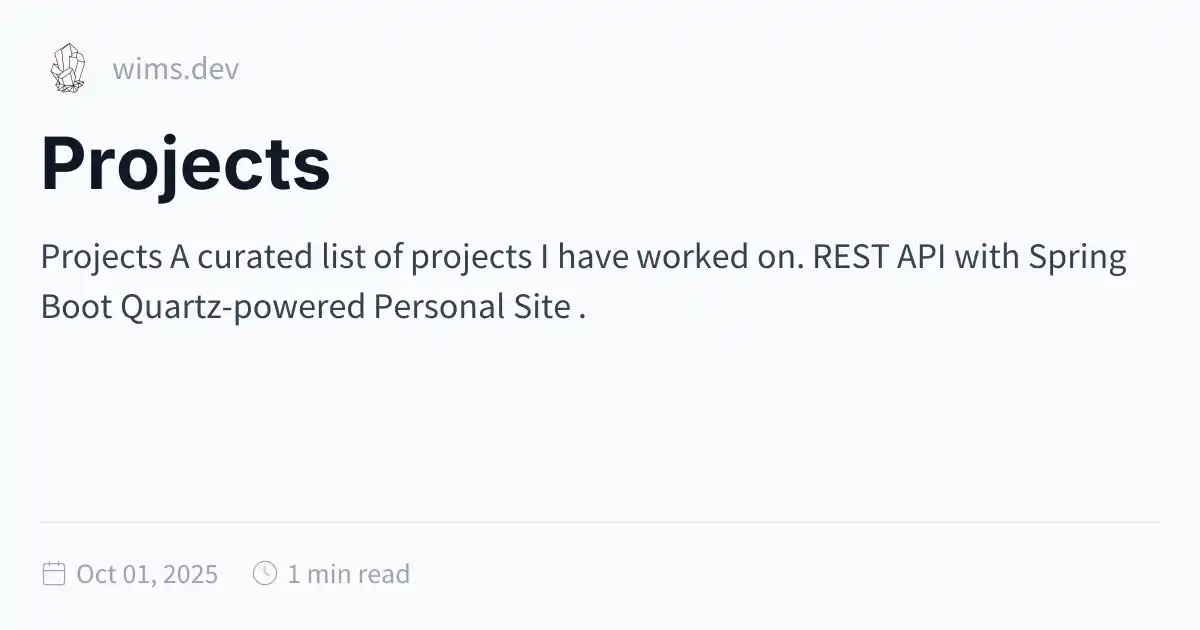 wims.dev
Projects
Projects A curated list of projects I have worked on. REST API with Spring
Boot Quartz-powered Personal Site .
Oct 01, 2025
1 min read